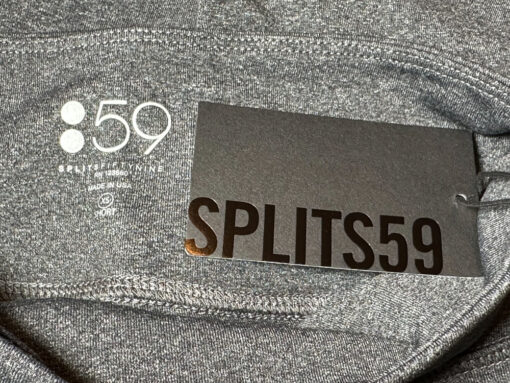 :59
SPLITSFIFTYNINE
MADE IN USA
XS
SPLITS59